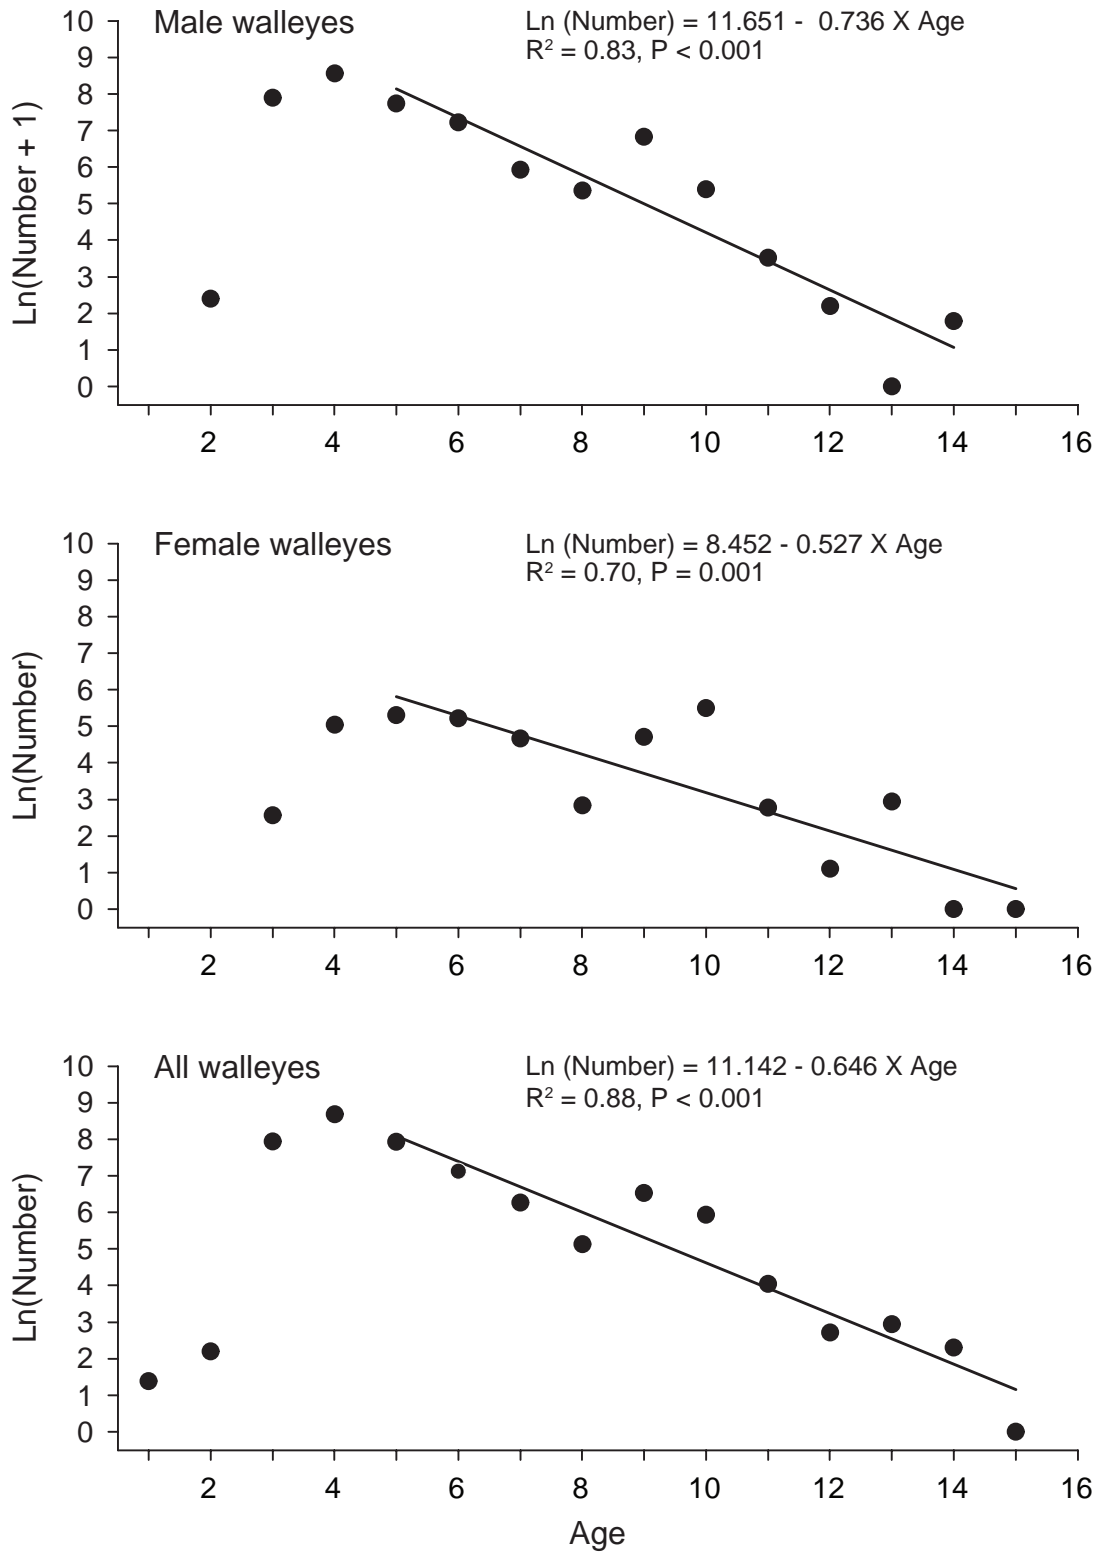 Male walleyes
Ln (Number) = 11.651 -  0.736 X Age
R² = 0.83, P < 0.001
Ln(Number + 1)
10
9
8
7
6
5
4
3
2
1
0
2 4 6 8 10 12 14 16
Female walleyes
Ln (Number) = 8.452 - 0.527 X Age
R² = 0.70, P = 0.001
Ln(Number)
10
9
8
7
6
5
4
3
2
1
0
2 4 6 8 10 12 14 16
All walleyes
Ln (Number) = 11.142 - 0.646 X Age
R² = 0.88, P < 0.001
Ln(Number)
10
9
8
7
6
5
4
3
2
1
0
2 4 6 8 10 12 14 16
Age